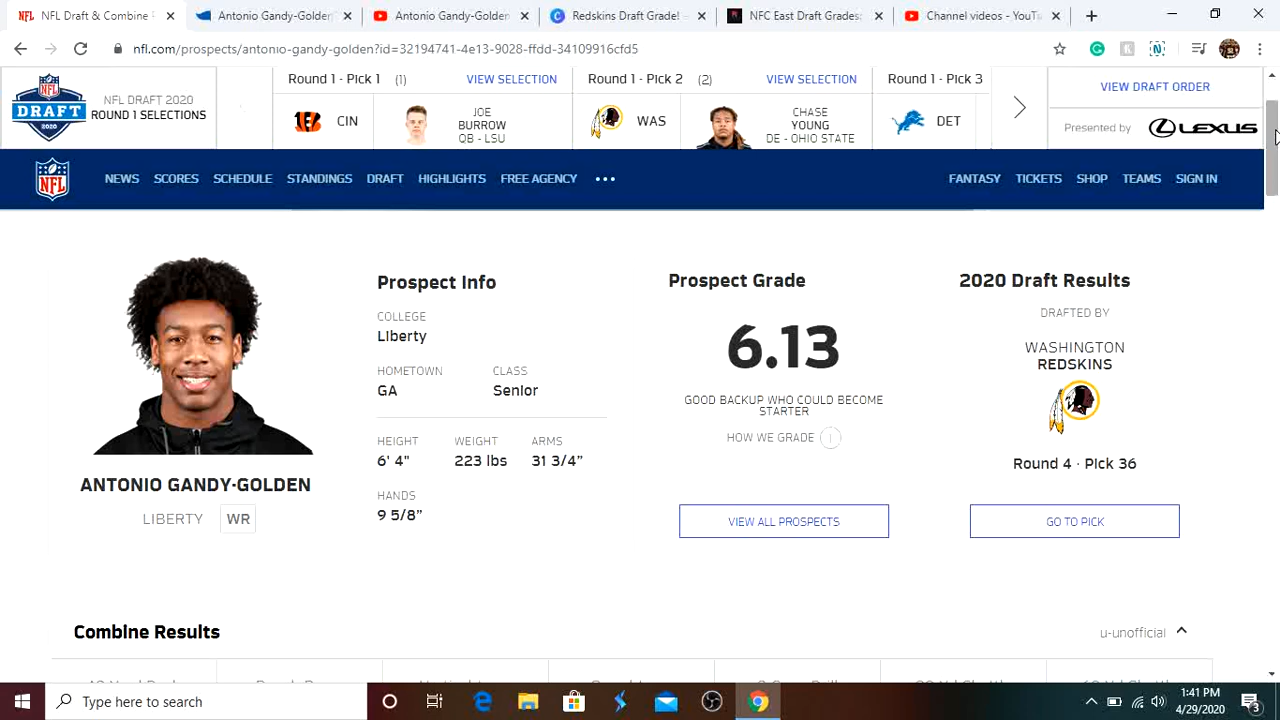 NFL Draft & Combine
Antonio Gandy-Golden
Antonio Gandy-Golden
Redskins Draft Grade!
NFC East Draft Grades:
Channel videos - YouTu
nfl.com/prospects/antonio-gandy-golden?id=32194741-4e13-9028-ffdd-34109916cfd5
DRAFT
2020
NFL DRAFT 2020
ROUND 1 SELECTIONS
Round 1 - Pick 1 (1) VIEW SELECTION
CIN
JOE
BURROW
QB - LSU
Round 1 - Pick 2 (2) VIEW SELECTION
WAS
CHASE
YOUNG
DE - OHIO STATE
Round 1 - Pick 3
DET
VIEW DRAFT ORDER
Presented by LEXUS
NFL
NEWS SCORES SCHEDULE STANDINGS DRAFT HIGHLIGHTS FREE AGENCY ••• FANTASY TICKETS SHOP TEAMS SIGN IN
ANTONIO GANDY-GOLDEN
LIBERTY WR
Prospect Info
COLLEGE
Liberty
HOMETOWN CLASS
GA Senior
HEIGHT WEIGHT ARMS
6' 4" 223 lbs 31 3/4”
HANDS
9 5/8”
Prospect Grade
6.13
GOOD BACKUP WHO COULD BECOME
STARTER
HOW WE GRADE
VIEW ALL PROSPECTS
2020 Draft Results
DRAFTED BY
WASHINGTON
REDSKINS
Round 4 · Pick 36
GO TO PICK
Combine Results
u-unofficial
Type here to search
1:41 PM
4/29/2020
3